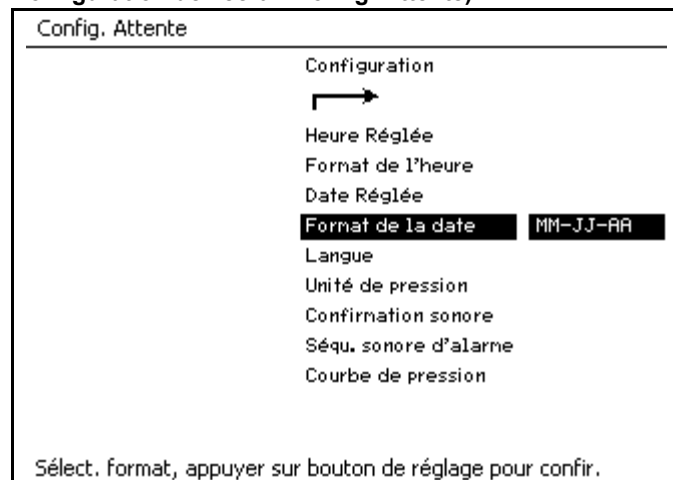 Config. Attente
Configuration
Heure Réglée
Format de l'heure
Date Réglée
Format de la date MM-JJ-AA
Langue
Unité de pression
Confirmation sonore
Séqu. sonore d'alarme
Courbe de pression
Sélect. format, appuyer sur bouton de réglage pour confir.